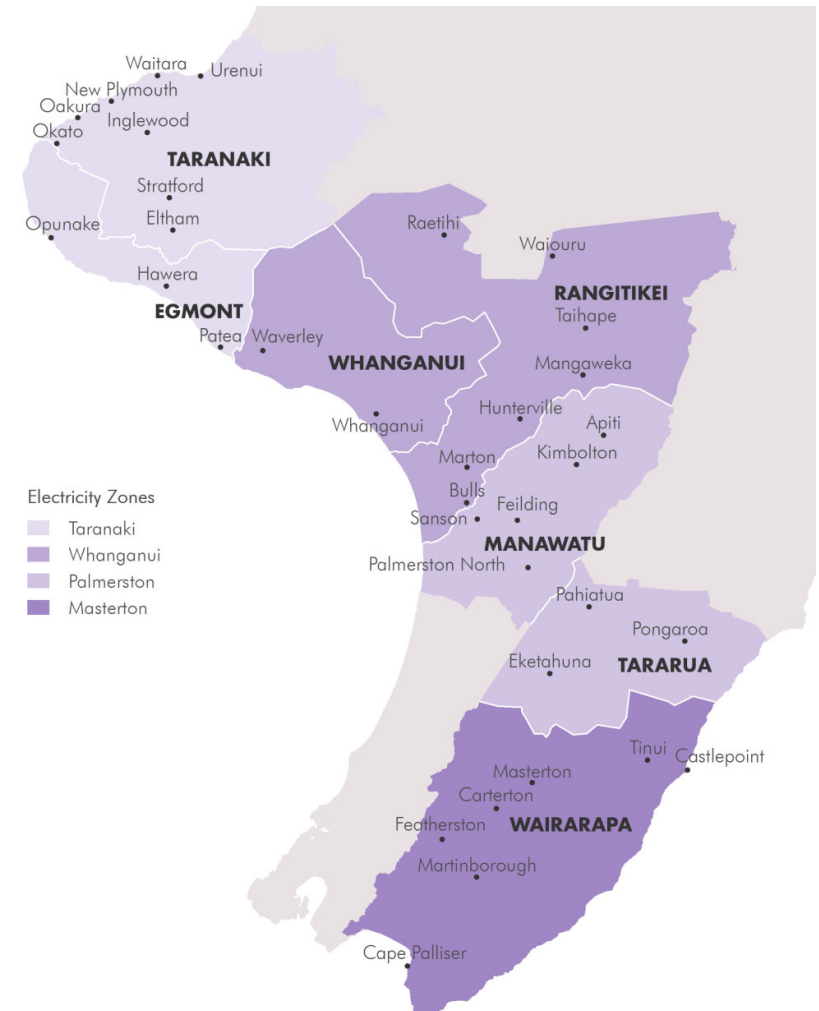 Waitara
Urenui
New Plymouth
Oakura
Inglewood
Okato
TARANAKI
Stratford
Opunake
Eltham
Raetihi
Waiouru
Hawera
RANGITIKEI
EGMONT
Taihape
Patea
Waverley
WHANGANUI
Mangaweka
Hunterville
Whanganui
Apiti
Kimbolton
Marton
Bulls
Feilding
Sanson
MANAWATU
Palmerston North
Electricity Zones
Taranaki
Whanganui
Palmerston
Masterton
Pahiatua
Pongaroa
Eketahuna
TARARUA
Tinui
Castlepoint
Masterton
Carterton
Featherston
WAIRARAPA
Martinborough
Cape Palliser